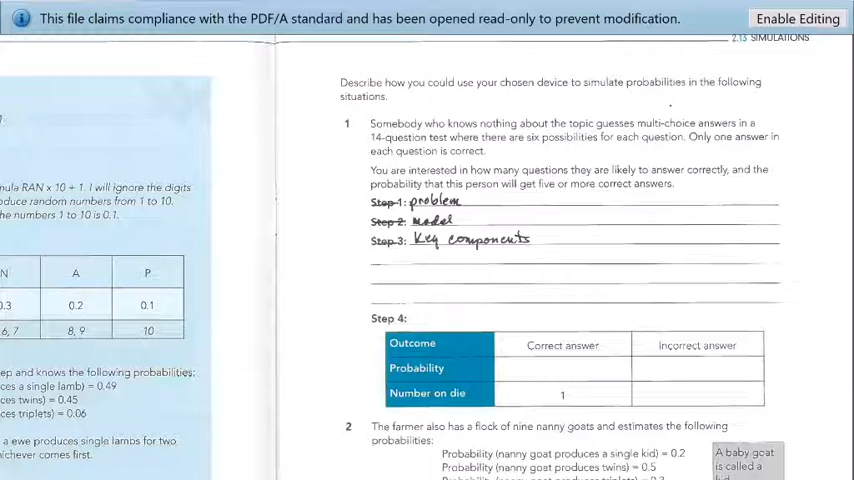 This file claims compliance with the PDF/A standard and has been opened read-only to prevent modification.
Enable Editing
2.13 SIMULATIONS
mula RAN x 10 + 1. I will ignore the digits
oduce random numbers from 1 to 10.
he numbers 1 to 10 is 0.1.
N A P
0.3 0.2 0.1
6, 7 8, 9 10
ep and knows the following probabilities:
ces a single lamb) = 0.49
ces twins) = 0.45
ces triplets) = 0.06
a ewe produces single lambs for two
hichever comes first.
Describe how you could use your chosen device to simulate probabilities in the following
situations.
1 Somebody who knows nothing about the topic guesses multi-choice answers in a
14-question test where there are six possibilities for each question. Only one answer in
each question is correct.
You are interested in how many questions they are likely to answer correctly, and the
probability that this person will get five or more correct answers.
Step 1: problem
Step 2: model
Step 3: Key components
Step 4:
Outcome Correct answer Incorrect answer
Probability
Number on die 1
2 The farmer also has a flock of nine nanny goats and estimates the following
probabilities:
Probability (nanny goat produces a single kid) = 0.2
Probability (nanny goat produces twins) = 0.5
A baby goat
is called a